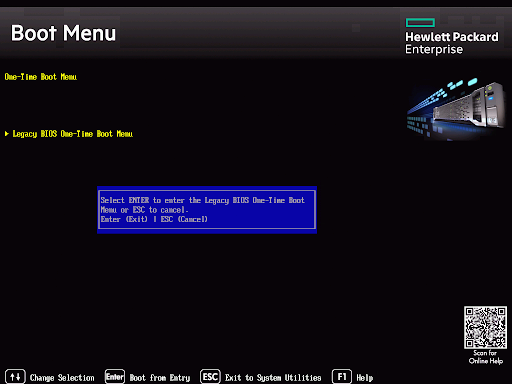 Boot Menu
Hewlett Packard
Enterprise
One-Time Boot Menu
Legacy BIOS One-Time Boot Menu
Select ENTER to enter the Legacy BIOS One-Time Boot
Menu or ESC to cancel.
Enter (Exit) | ESC (Cancel)
Scan for
Online Help
↑↓ Change Selection Enter Boot from Entry ESC Exit to System Utilities F1 Help